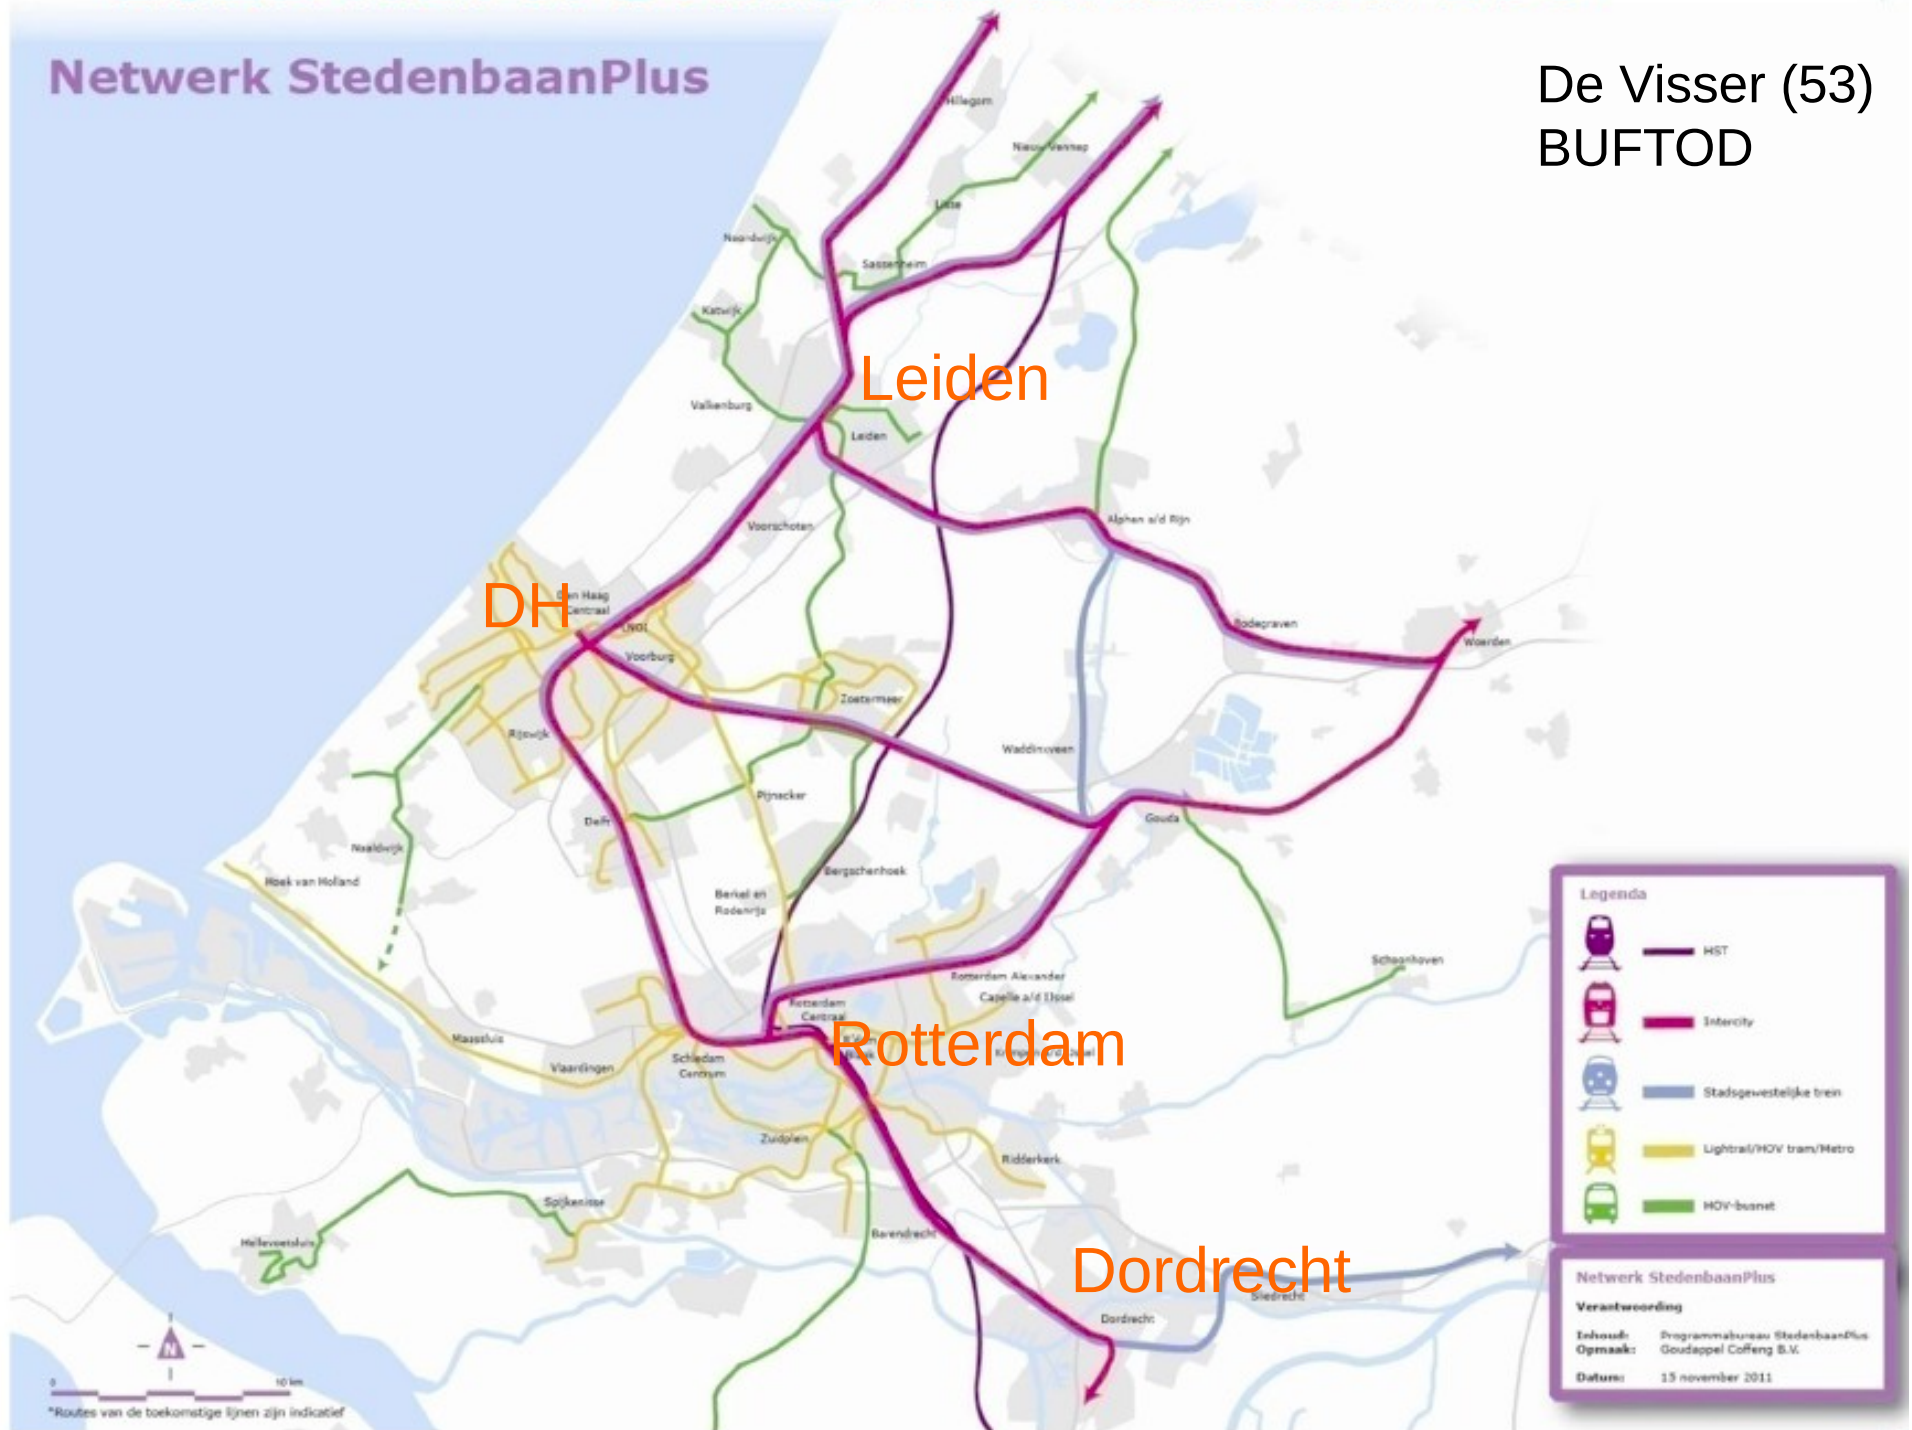 Netwerk StedenbaanPlus
De Visser (53)
BUFTOD
Hillegom
Nieuw Vennep
Lisse
Noordwijk
Sassenheim
Katwijk
Leiden
Valkenburg
Leiden
Voorschoten
Alphen a/d Rijn
DH
Den Haag
Centraal
(NOI
Voorburg
Bodegraven
Woerden
Zoetermeer
Rijswijk
Waddinxveen
Pijnacker
Delft
Gouda
Naaldwijk
Hoek van Holland
Bergschenhoek
Berkel en
Rodenrijs
Schoonhoven
Rotterdam Alexander
Capelle a/d IJssel
Rotterdam
Centraal
Rotterdam
Maassluis
Vlaardingen
Schiedam
Centrum
Zuidplein
Ridderkerk
Spijkenisse
Barendrecht
Hellevoetsluis
Dordrecht
Sliedrecht
Dordrecht
Legenda
HST
Intercity
Stadsgewestelijke trein
Lightrail/HOV tram/Metro
HOV-busnet
Netwerk StedenbaanPlus
Verantwoording
Inhoud: Programmabureau StedenbaanPlus
Opmaak: Goudappel Coffeng B.V.
Datum: 15 november 2011
N
0 10 km
*Routes van de toekomstige lijnen zijn indicatief